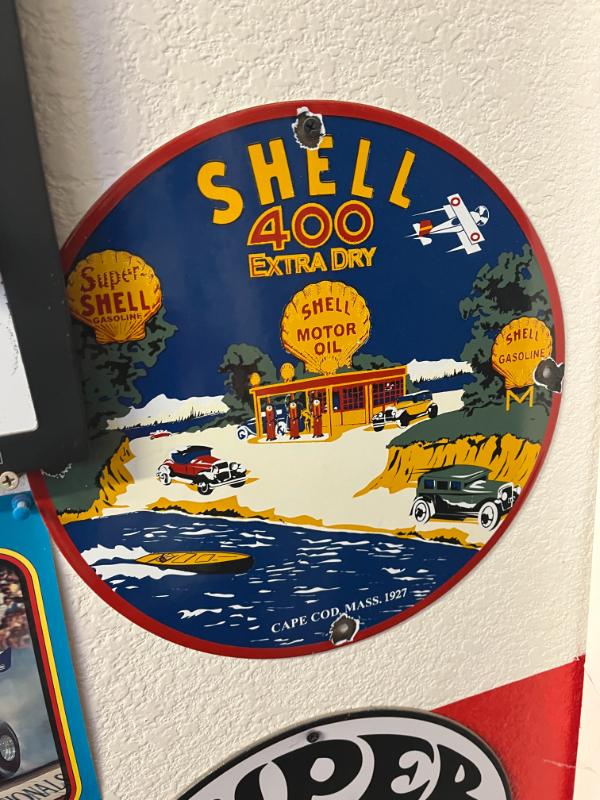 SHELL
400
EXTRA DRY
Super
SHELL
GASOLINE
SHELL
MOTOR
OIL
SHELL
GASOLINE
CAPE COD, MASS. 1927